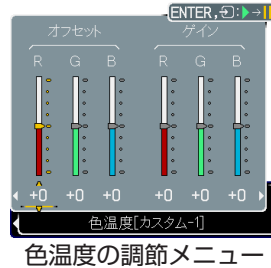 ENTER,:▶→||
オフセット ゲイン
R G B R G B
+0 +0 +0 +0 +0 +0
色温度[カスタム-1]
色温度の調節メニュー